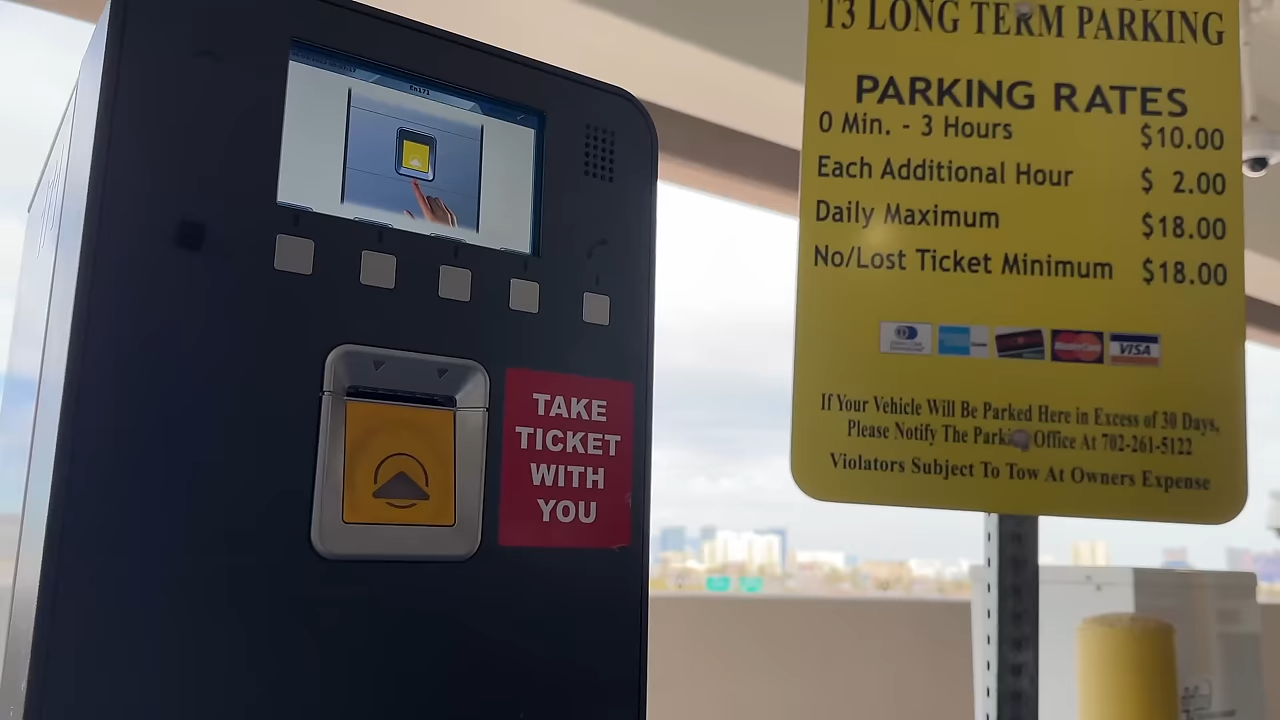 En171
TAKE
TICKET
WITH
YOU
T3 LONG TERM PARKING
PARKING RATES
0 Min. - 3 Hours $10.00
Each Additional Hour $ 2.00
Daily Maximum $18.00
No/Lost Ticket Minimum $18.00
MasterCard VISA
If Your Vehicle Will Be Parked Here in Excess of 30 Days,
Please Notify The Parking Office At 702-261-5122
Violators Subject To Tow At Owners Expense